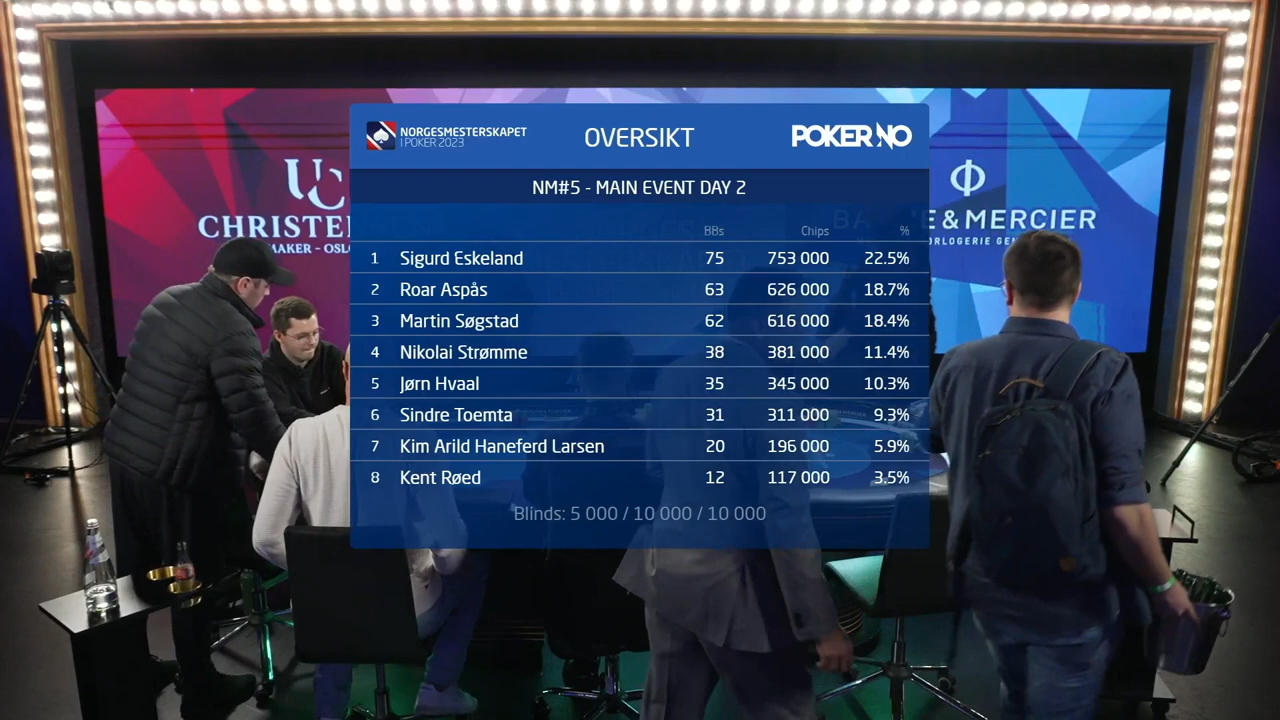 NORGESMESTERSKAPET
I POKER 2023
OVERSIKT
POKER.NO
NM#5 - MAIN EVENT DAY 2
BBs Chips %
1 Sigurd Eskeland 75 753 000 22.5%
2 Roar Aspås 63 626 000 18.7%
3 Martin Søgstad 62 616 000 18.4%
4 Nikolai Strømme 38 381 000 11.4%
5 Jørn Hvaal 35 345 000 10.3%
6 Sindre Toemta 31 311 000 9.3%
7 Kim Arild Haneferd Larsen 20 196 000 5.9%
8 Kent Røed 12 117 000 3.5%
Blinds: 5 000 / 10 000 / 10 000
UC
CHRISTE
MAKER - OSLO
BA E & MERCIER